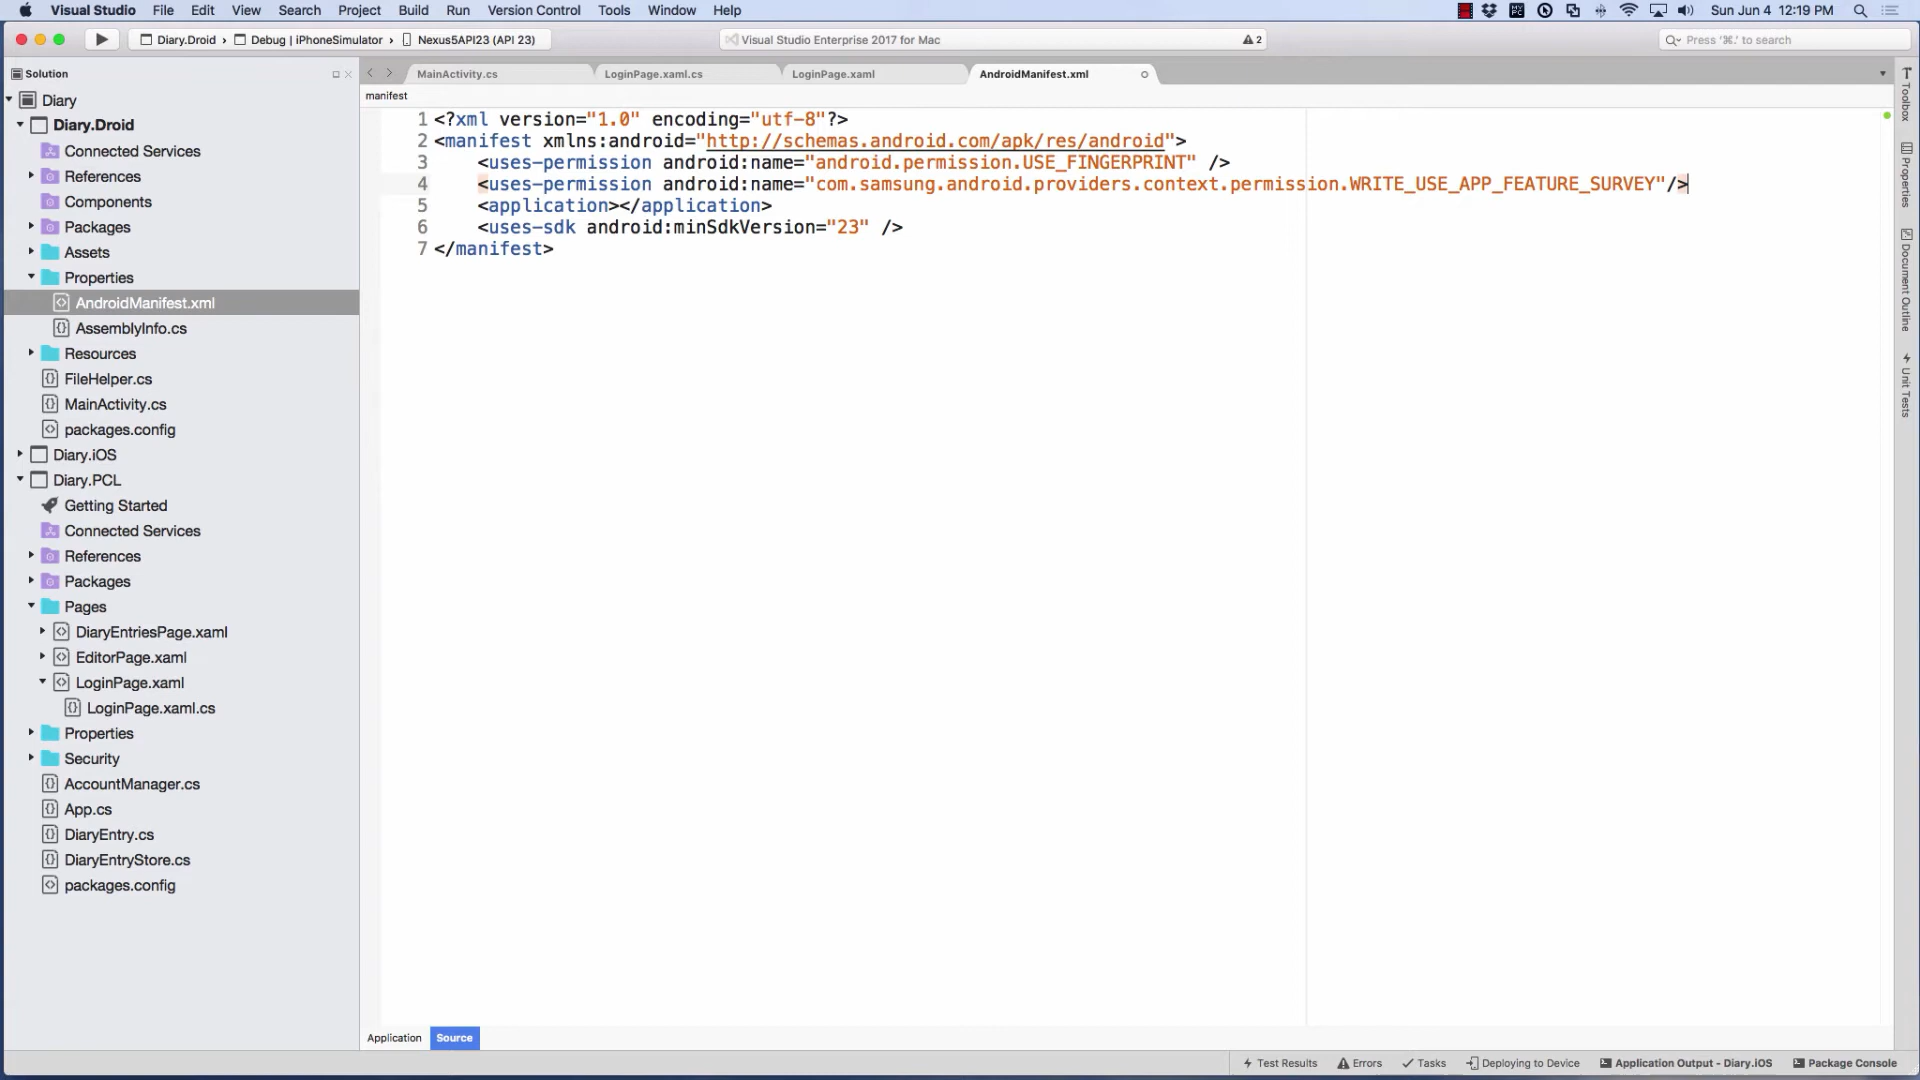 Visual Studio File Edit View Search Project Build Run Version Control Tools Window Help Sun Jun 4 12:19 PM
Diary.Droid › Debug | iPhoneSimulator › Nexus5API23 (API 23) Visual Studio Enterprise 2017 for Mac 2 Press '⌘.' to search
Solution
MainActivity.cs LoginPage.xaml.cs LoginPage.xaml AndroidManifest.xml
manifest
Diary
Diary.Droid
Connected Services
References
Components
Packages
Assets
Properties
AndroidManifest.xml
AssemblyInfo.cs
Resources
FileHelper.cs
MainActivity.cs
packages.config
Diary.iOS
Diary.PCL
Getting Started
Connected Services
References
Packages
Pages
DiaryEntriesPage.xaml
EditorPage.xaml
LoginPage.xaml
LoginPage.xaml.cs
Properties
Security
AccountManager.cs
App.cs
DiaryEntry.cs
DiaryEntryStore.cs
packages.config
1 <?xml version="1.0" encoding="utf-8"?>
2 <manifest xmlns:android="http://schemas.android.com/apk/res/android">
3 <uses-permission android:name="android.permission.USE_FINGERPRINT" />
4 <uses-permission android:name="com.samsung.android.providers.context.permission.WRITE_USE_APP_FEATURE_SURVEY"/>
5 <application></application>
6 <uses-sdk android:minSdkVersion="23" />
7 </manifest>
Toolbox
Properties
Document Outline
Unit Tests
Application Source
Test Results Errors Tasks Deploying to Device Application Output - Diary.iOS Package Console